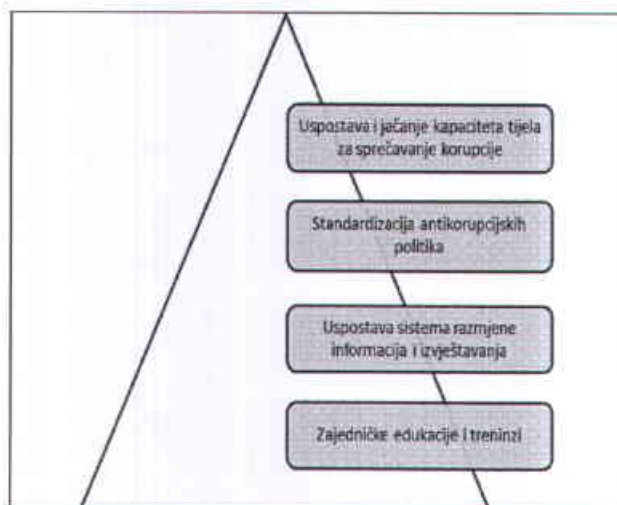 Uspostava i jačanje kapaciteta tijela
za sprečavanje korupcije
Standardizacija antikorupcijskih
politika
Uspostava sistema razmjene
informacija i izvještavanja
Zajedničke edukacije i treninzi